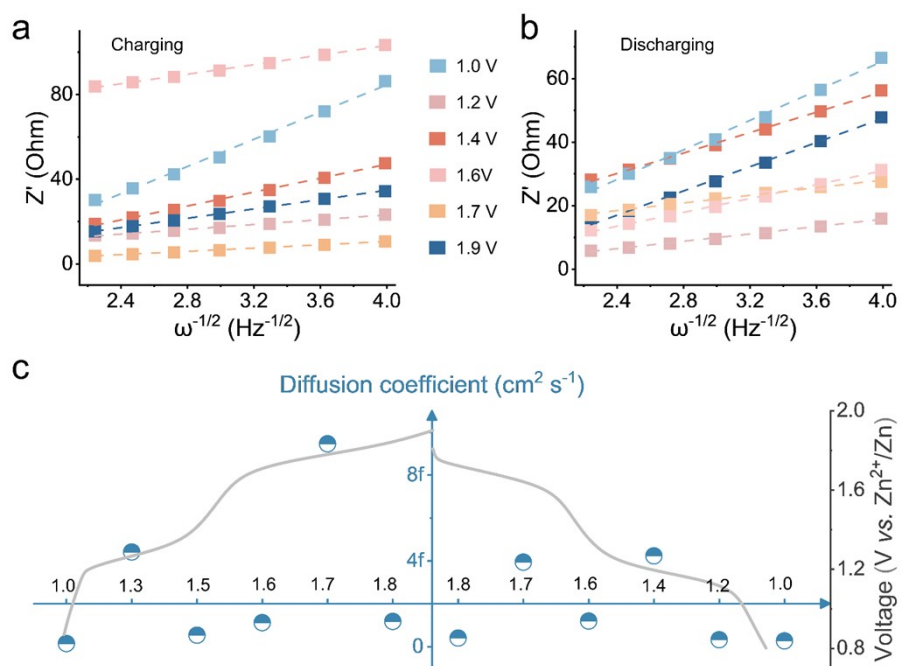 a
Charging
Z' (Ohm)
80
40
0
2.4 2.8 3.2 3.6 4.0
ω-1/2 (Hz-1/2)
1.0 V
1.2 V
1.4 V
1.6V
1.7 V
1.9 V
b
Discharging
Z' (Ohm)
60
40
20
0
2.4 2.8 3.2 3.6 4.0
ω-1/2 (Hz-1/2)
c
Diffusion coefficient (cm2 s-1)
8f
4f
0
1.0 1.3 1.5 1.6 1.7 1.8 1.8 1.7 1.6 1.4 1.2 1.0
2.0
1.6
1.2
0.8
Voltage (V vs. Zn2+/Zn)